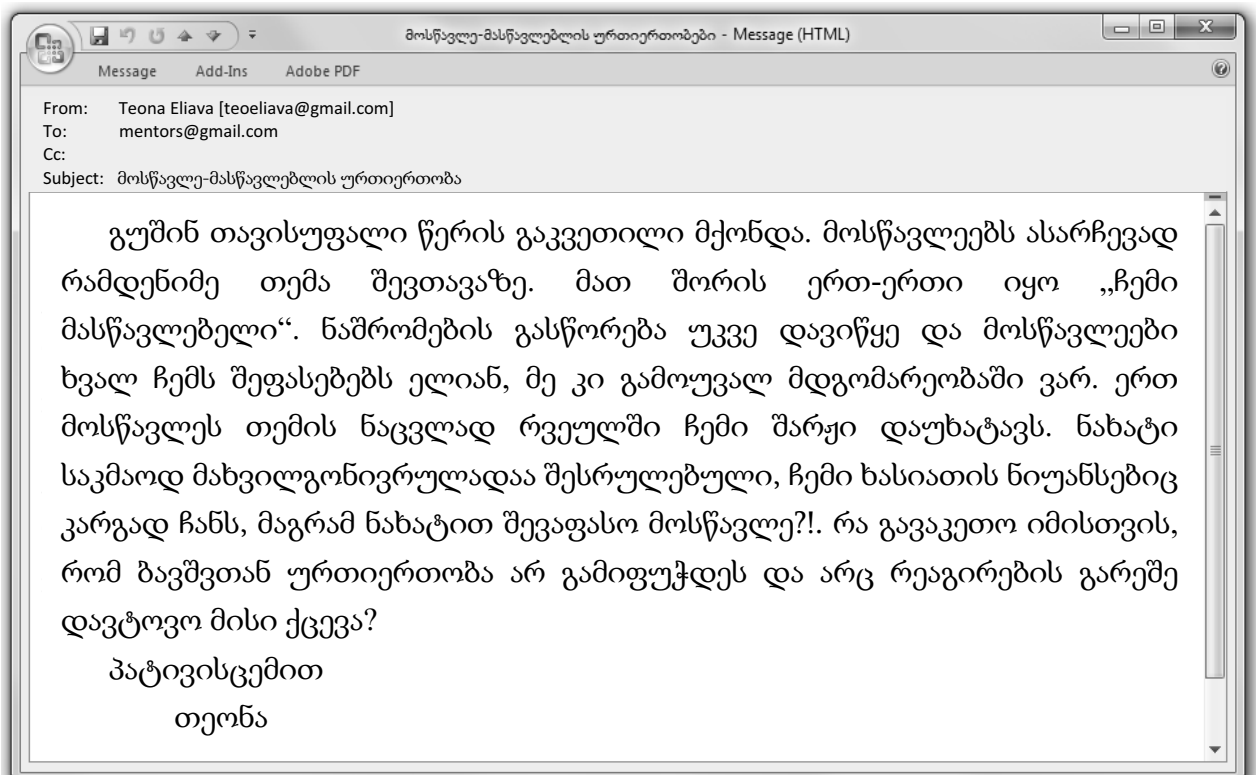 მოსწავლე-მასწავლებლის ურთიერთობები - Message (HTML)
Message Add-Ins Adobe PDF
From: Teona Eliava [teoeliava@gmail.com]
To: mentors@gmail.com
Cc:
Subject: მოსწავლე-მასწავლებლის ურთიერთობა
გუშინ თავისუფალი წერის გაკვეთილი მქონდა. მოსწავლეებს ასარჩევად
რამდენიმე თემა შევთავაზე. მათ შორის ერთ-ერთი იყო „ჩემი
მასწავლებელი“. ნაშრომების გასწორება უკვე დავიწყე და მოსწავლეები
ხვალ ჩემს შეფასებებს ელიან, მე კი გამოუვალ მდგომარეობაში ვარ. ერთ
მოსწავლეს თემის ნაცვლად რვეულში ჩემი შარჟი დაუხატავს. ნახატი
საკმაოდ მახვილგონივრულადაა შესრულებული, ჩემი ხასიათის ნიუანსებიც
კარგად ჩანს, მაგრამ ნახატით შევაფასო მოსწავლე?!. რა გავაკეთო იმისთვის,
რომ ბავშვთან ურთიერთობა არ გამიფუჭდეს და არც რეაგირების გარეშე
დავტოვო მისი ქცევა?
პატივისცემით
თეონა